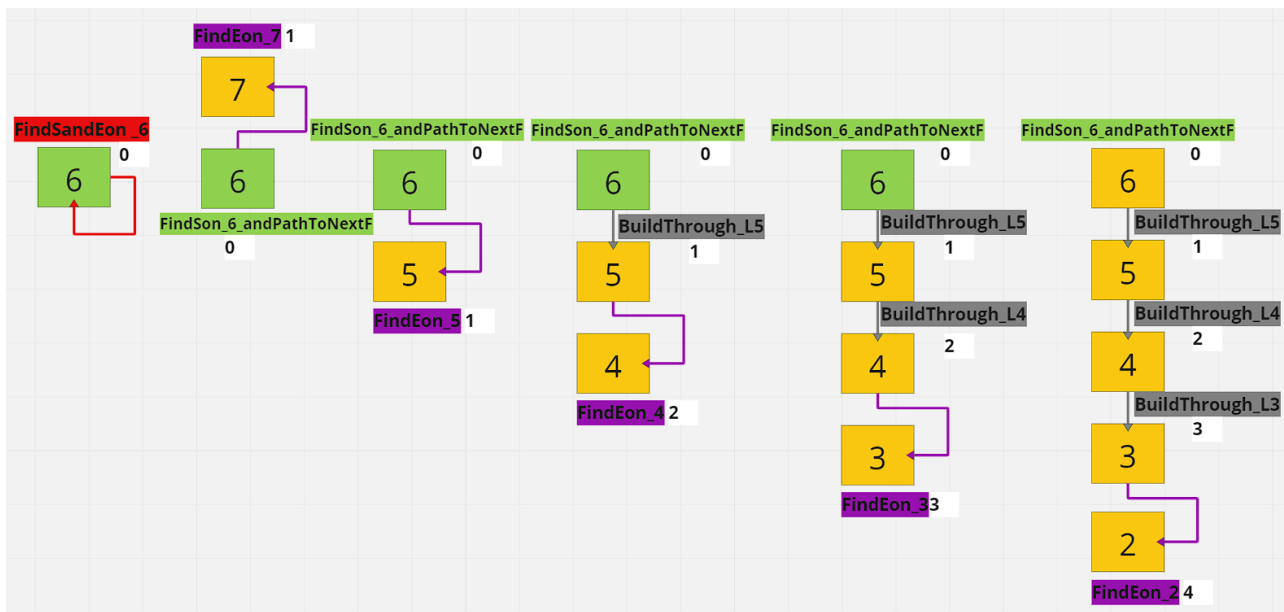 FindEon_7 1
7
FindSandEon _6
0
6
6
FindSon_6_andPathToNextF
0
FindSon_6_andPathToNextF
0
6
5
FindEon_5 1
FindSon_6_andPathToNextF
0
6
BuildThrough_L5
1
5
4
FindEon_4 2
FindSon_6_andPathToNextF
0
6
BuildThrough_L5
1
5
BuildThrough_L4
2
4
3
FindEon_33
FindSon_6_andPathToNextF
0
6
BuildThrough_L5
1
5
BuildThrough_L4
2
4
BuildThrough_L3
3
3
2
FindEon_2 4